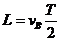 L = v_B T/2